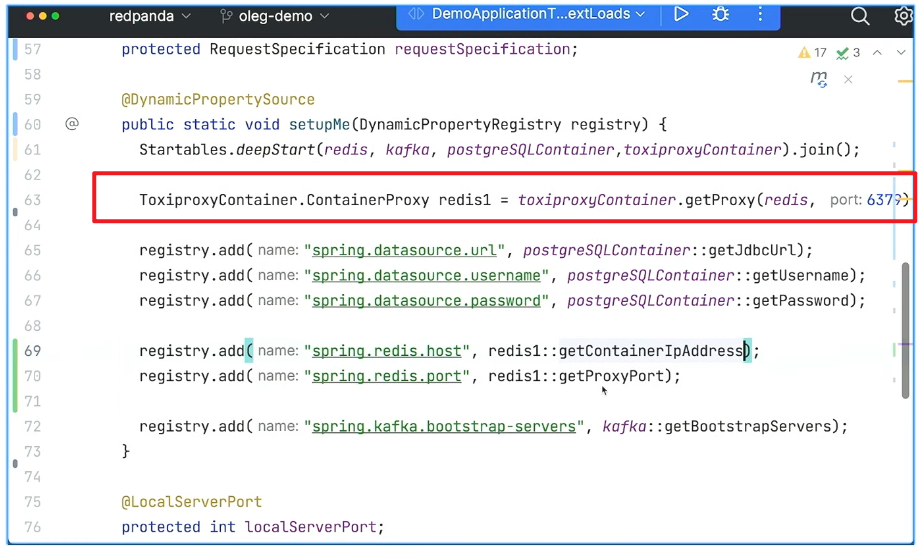 redpanda oleg-demo DemoApplicationT...extLoads
57 protected RequestSpecification requestSpecification; 17 3
58
59 @DynamicPropertySource
60 @ public static void setupMe(DynamicPropertyRegistry registry) {
61 Startables.deepStart(redis, kafka, postgreSQLContainer,toxiproxyContainer).join();
62
63 ToxiproxyContainer.ContainerProxy redis1 = toxiproxyContainer.getProxy(redis, port: 6379)
64
65 registry.add( name: "spring.datasource.url", postgreSQLContainer::getJdbcUrl);
66 registry.add( name: "spring.datasource.username", postgreSQLContainer::getUsername);
67 registry.add( name: "spring.datasource.password", postgreSQLContainer::getPassword);
68
69 registry.add( name: "spring.redis.host", redis1::getContainerIpAddress);
70 registry.add( name: "spring.redis.port", redis1::getProxyPort);
71
72 registry.add( name: "spring.kafka.bootstrap-servers", kafka::getBootstrapServers);
73 }
74
75 @LocalServerPort
76 protected int localServerPort;